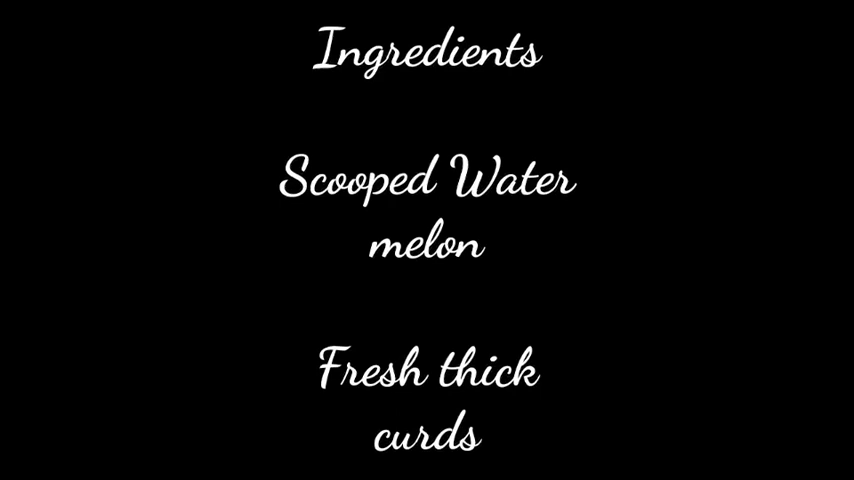 Ingredients
Scooped Water
melon
Fresh thick
curds